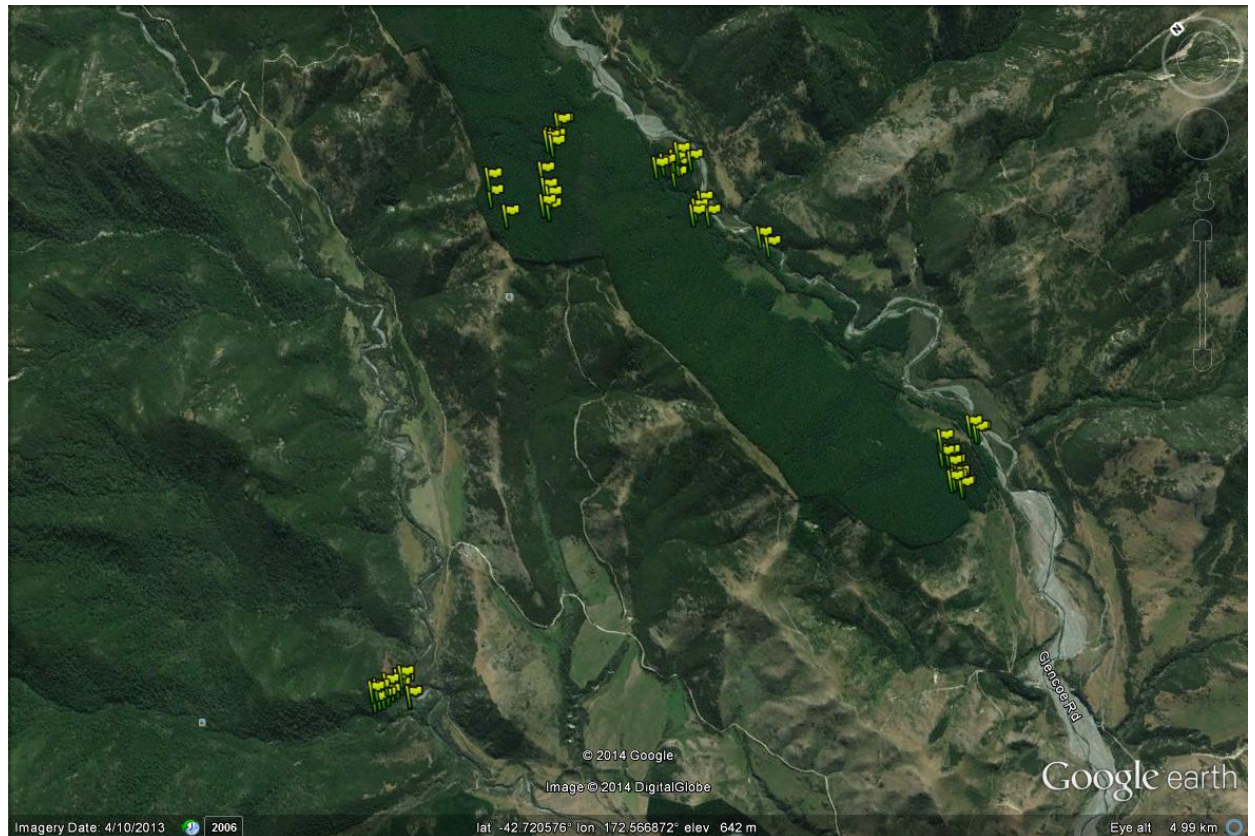 N
Glencoe Rd
© 2014 Google
Image © 2014 DigitalGlobe
Google earth
Imagery Date: 4/10/2013 2006 lat -42.720576° lon 172.566872° elev 642 m Eye alt 4.99 km